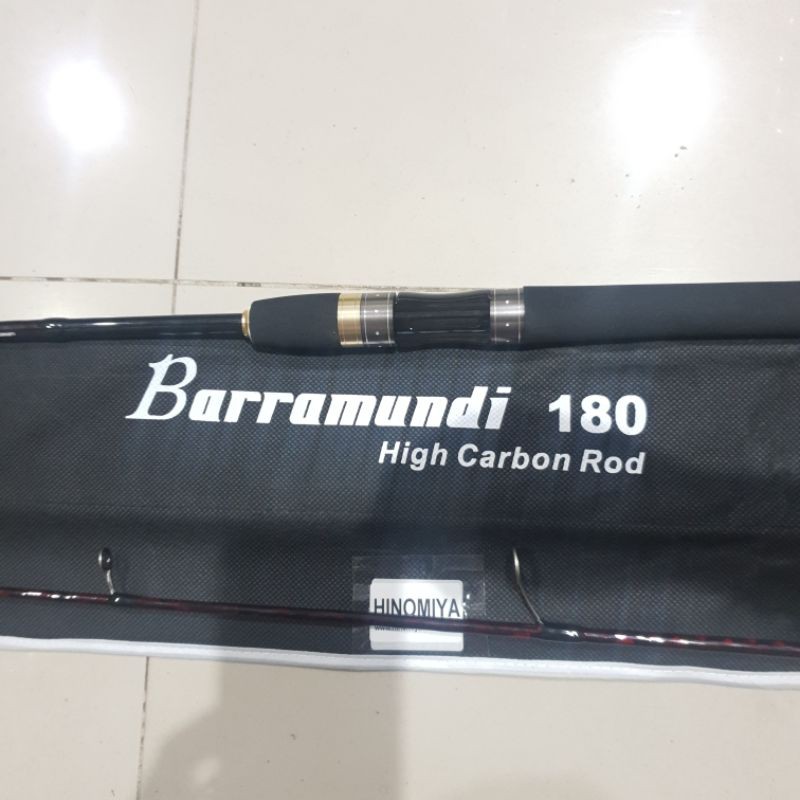 Barramundi 180
High Carbon Rod
HINOMIYA